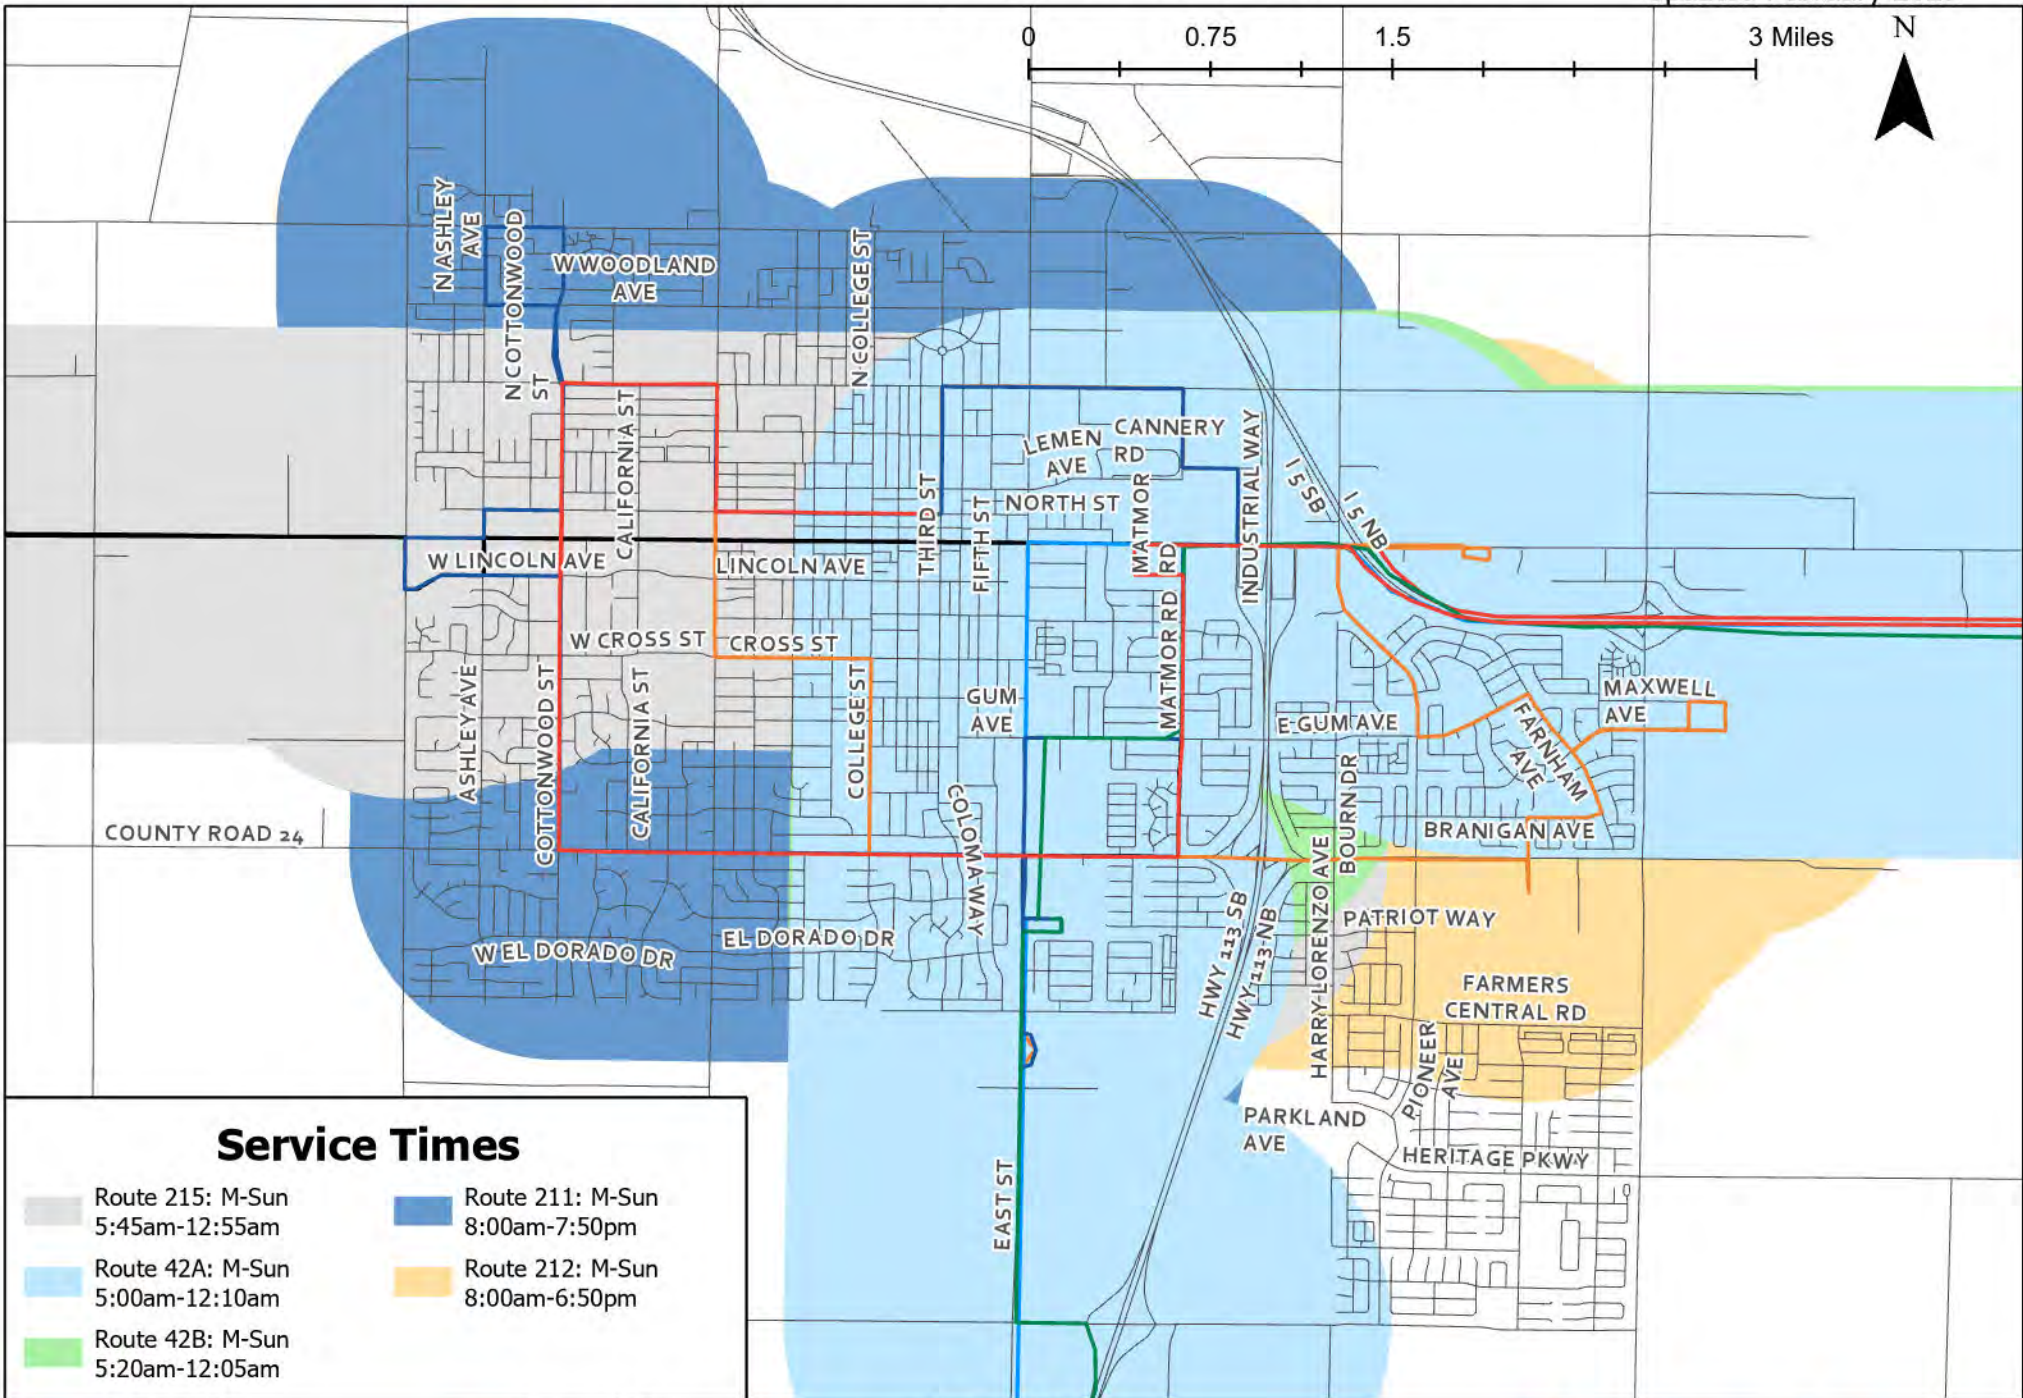 0 0.75 1.5 3 Miles
N
N ASHLEY
AVE
N COTTONWOOD
ST
W WOODLAND
AVE
N COLLEGE ST
CALIFORNIA ST
LEMEN
AVE
CANNERY
RD
INDUSTRIAL WAY
I 5 SB
I 5 NB
THIRD ST
FIFTH ST
NORTH ST
MATMOR
RD
W LINCOLN AVE
LINCOLN AVE
W CROSS ST
CROSS ST
ASHLEY AVE
COTTONWOOD ST
CALIFORNIA ST
COLLEGE ST
GUM
AVE
MATMOR RD
E GUM AVE
MAXWELL
AVE
FARNHAM
AVE
COUNTY ROAD 24
COLOMA WAY
BOURN DR
BRANIGAN AVE
HARRY LORENZO AVE
PATRIOT WAY
W EL DORADO DR
EL DORADO DR
HWY 113 SB
HWY 113 NB
FARMERS
CENTRAL RD
PIONEER
AVE
PARKLAND
AVE
HERITAGE PKWY
EAST ST
Service Times
Route 215: M-Sun
5:45am-12:55am
Route 42A: M-Sun
5:00am-12:10am
Route 42B: M-Sun
5:20am-12:05am
Route 211: M-Sun
8:00am-7:50pm
Route 212: M-Sun
8:00am-6:50pm